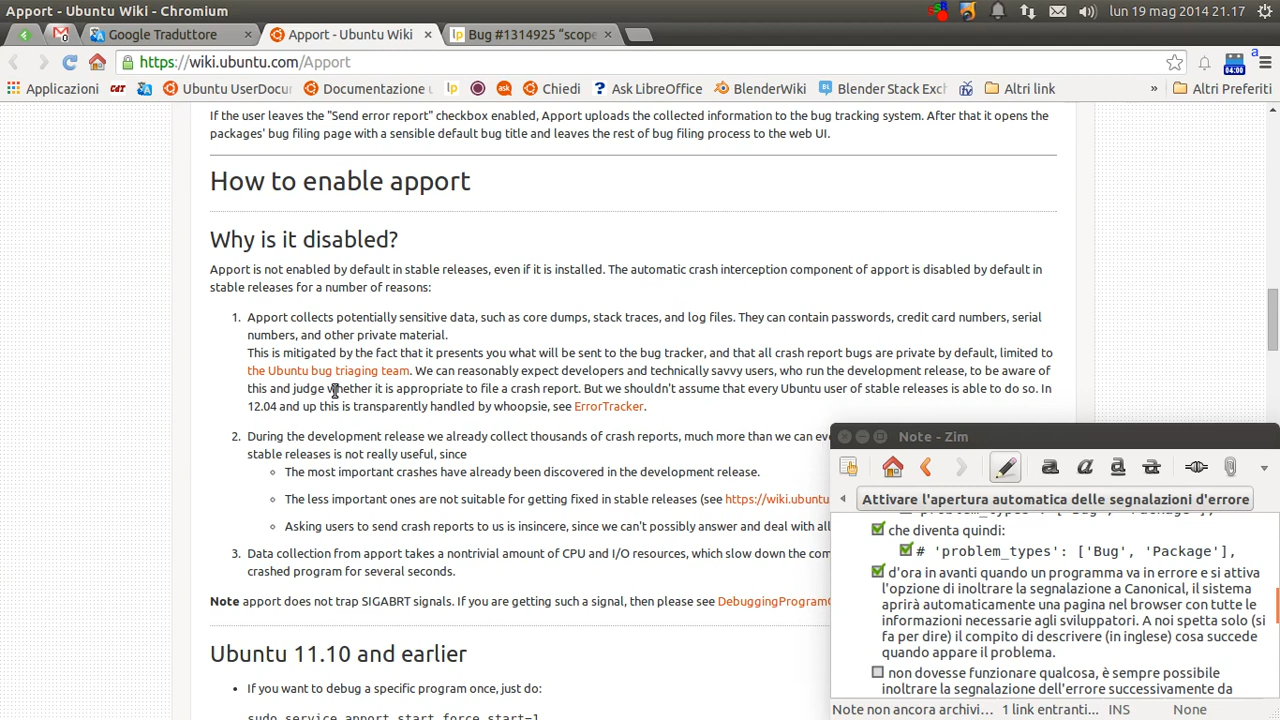 Apport - Ubuntu Wiki - Chromium
lun 19 mag 2014 21.17
Google Traduttore
Apport - Ubuntu Wiki
Bug #1314925 “scope
https://wiki.ubuntu.com/Apport
04:00
a
Applicazioni
CAT
Ubuntu UserDocu
Documentazione u
lp
ask
Chiedi
Ask LibreOffice
BlenderWiki
Blender Stack Exc
Altri link
»
Altri Preferiti
If the user leaves the "Send error report" checkbox enabled, Apport uploads the collected information to the bug tracking system. After that it opens the
packages' bug filing page with a sensible default bug title and leaves the rest of bug filing process to the web UI.
How to enable apport
Why is it disabled?
Apport is not enabled by default in stable releases, even if it is installed. The automatic crash interception component of apport is disabled by default in
stable releases for a number of reasons:
1. Apport collects potentially sensitive data, such as core dumps, stack traces, and log files. They can contain passwords, credit card numbers, serial
numbers, and other private material.
This is mitigated by the fact that it presents you what will be sent to the bug tracker, and that all crash report bugs are private by default, limited to
the Ubuntu bug triaging team. We can reasonably expect developers and technically savvy users, who run the development release, to be aware of
this and judge whether it is appropriate to file a crash report. But we shouldn't assume that every Ubuntu user of stable releases is able to do so. In
12.04 and up this is transparently handled by whoopsie, see ErrorTracker.
2. During the development release we already collect thousands of crash reports, much more than we can eve
stable releases is not really useful, since
The most important crashes have already been discovered in the development release.
The less important ones are not suitable for getting fixed in stable releases (see https://wiki.ubuntu
Asking users to send crash reports to us is insincere, since we can't possibly answer and deal with all
3. Data collection from apport takes a nontrivial amount of CPU and I/O resources, which slow down the com
crashed program for several seconds.
Note apport does not trap SIGABRT signals. If you are getting such a signal, then please see DebuggingProgram
Ubuntu 11.10 and earlier
If you want to debug a specific program once, just do:
sudo service apport start force_start=1
Note - Zim
Attivare l'apertura automatica delle segnalazioni d'errore
'problem_types': ['Bug', 'Package'],
che diventa quindi:
# 'problem_types': ['Bug', 'Package'],
d'ora in avanti quando un programma va in errore e si attiva
l'opzione di inoltrare la segnalazione a Canonical, il sistema
aprirà automaticamente una pagina nel browser con tutte le
informazioni necessarie agli sviluppatori. A noi spetta solo (si
fa per dire) il compito di descrivere (in inglese) cosa succede
quando appare il problema.
non dovesse funzionare qualcosa, è sempre possibile
inoltrare la segnalazione dell'errore successivamente da
Note non ancora archivi...
1 link entranti...
INS
None